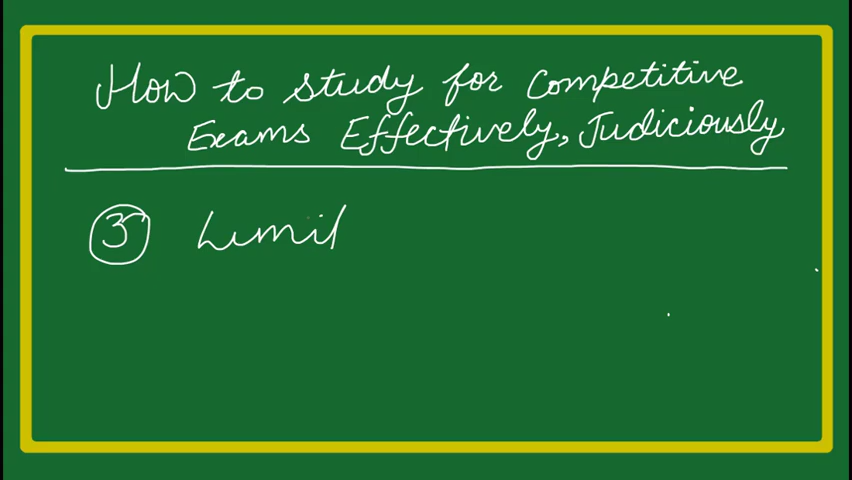 How to study for competitive
Exams Effectively, Judiciously
3 Limit